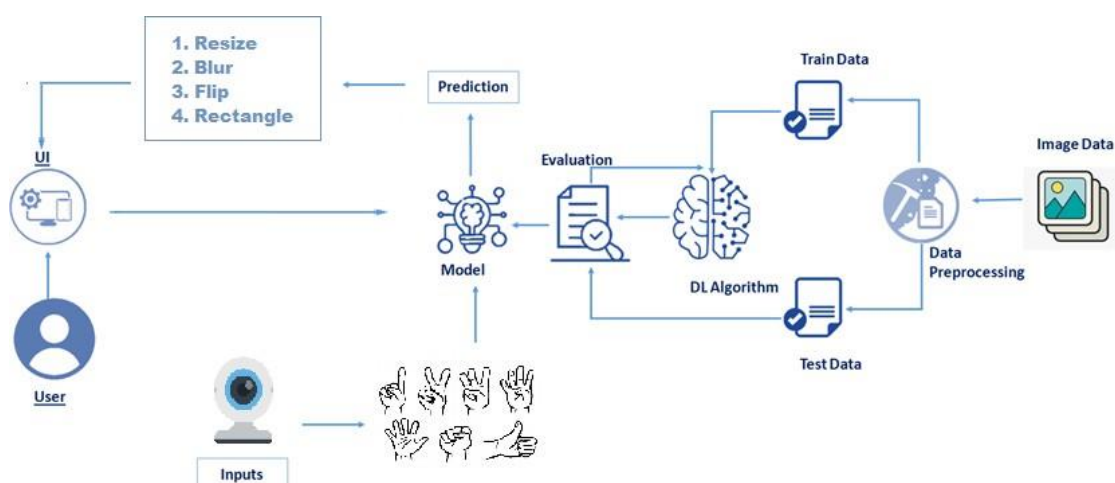 1. Resize
2. Blur
3. Flip
4. Rectangle
Prediction
Train Data
Image Data
UI
Evaluation
Model
DL Algorithm
Data
Preprocessing
Test Data
User
Inputs